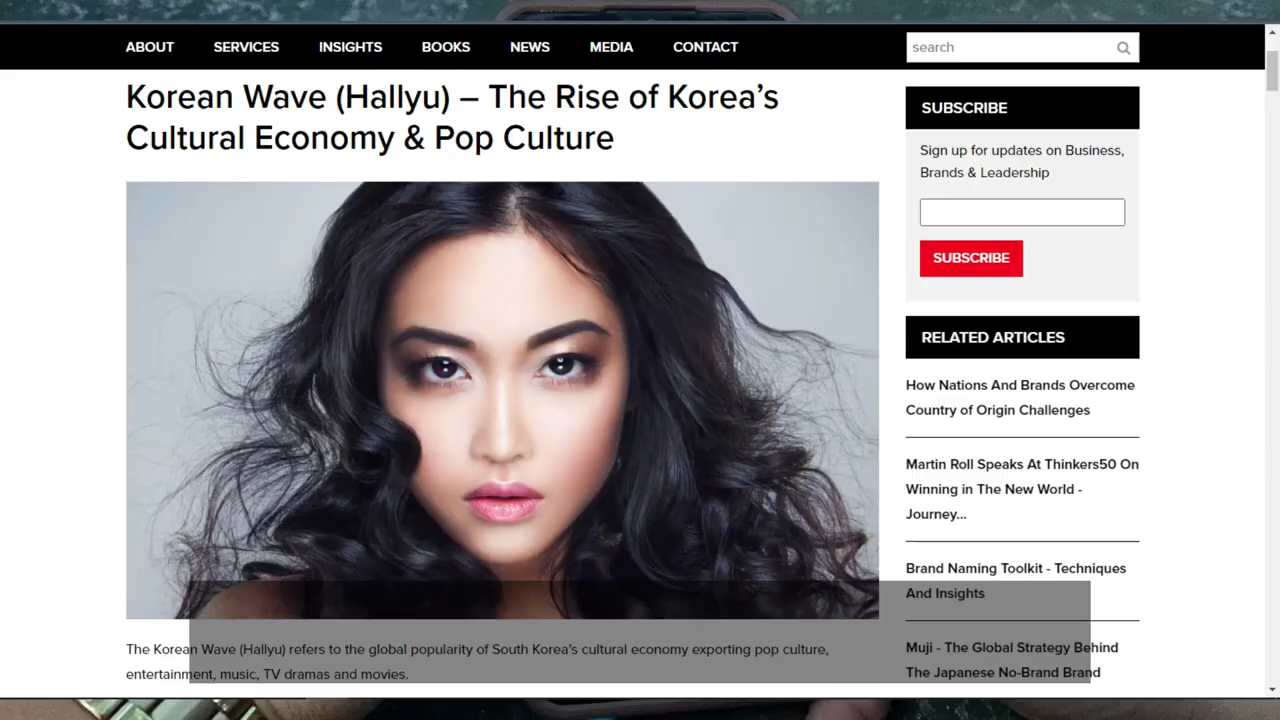 ABOUT SERVICES INSIGHTS BOOKS NEWS MEDIA CONTACT
search
Korean Wave (Hallyu) – The Rise of Korea’s
Cultural Economy & Pop Culture
The Korean Wave (Hallyu) refers to the global popularity of South Korea’s cultural economy exporting pop culture,
entertainment, music, TV dramas and movies.
SUBSCRIBE
Sign up for updates on Business,
Brands & Leadership
SUBSCRIBE
RELATED ARTICLES
How Nations And Brands Overcome
Country of Origin Challenges
Martin Roll Speaks At Thinkers50 On
Winning in The New World -
Journey...
Brand Naming Toolkit - Techniques
And Insights
Muji - The Global Strategy Behind
The Japanese No-Brand Brand